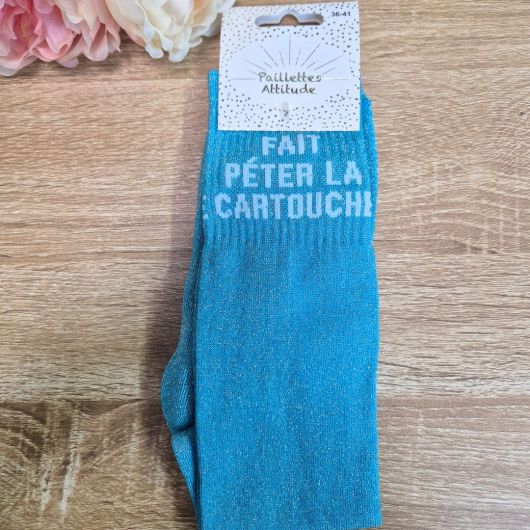 36-41
Paillettes
Attitude
FAIT
PÉTER LA
CARTOUCHE